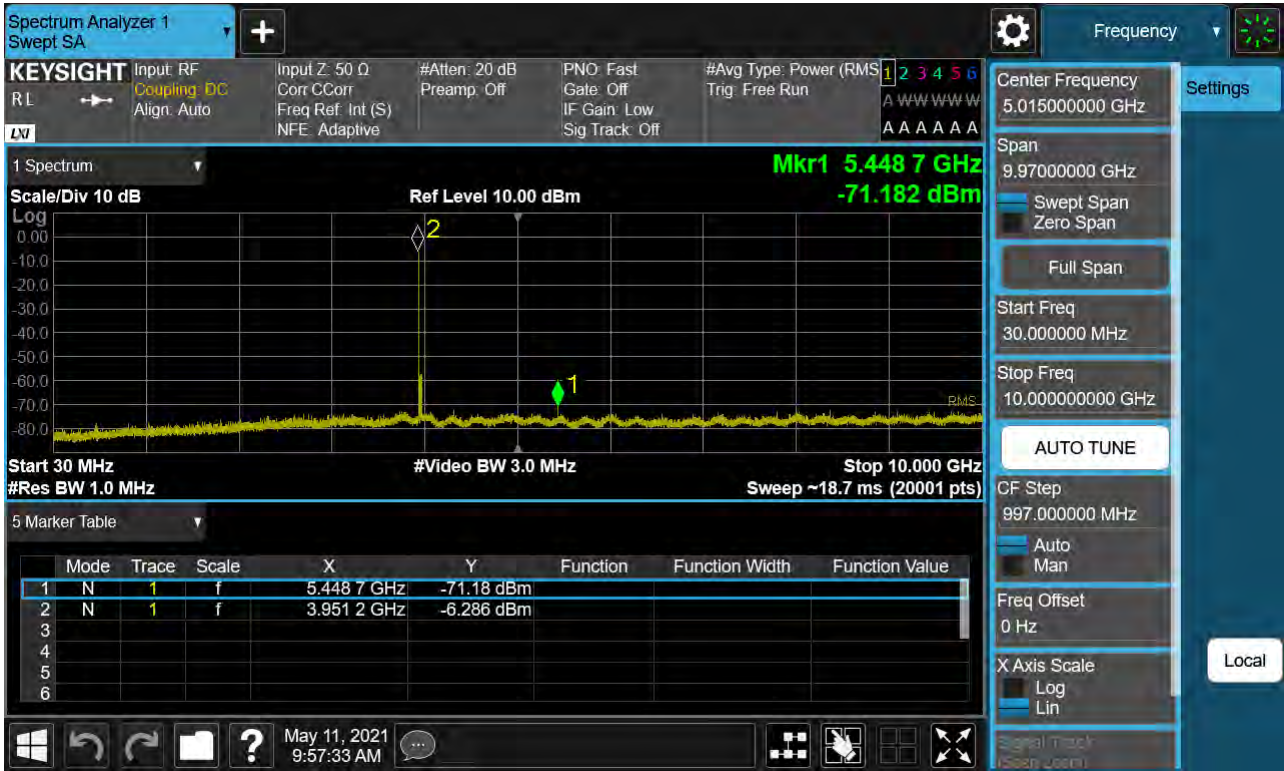 Spectrum Analyzer 1
Swept SA
+
Frequency
KEYSIGHT
RL
LXI
Input: RF
Coupling: DC
Align: Auto
Input Z: 50 Ω
Corr CCorr
Freq Ref: Int (S)
NFE: Adaptive
#Atten: 20 dB
Preamp: Off
PNO: Fast
Gate: Off
IF Gain: Low
Sig Track: Off
#Avg Type: Power (RMS
Trig: Free Run
1 2 3 4 5 6
A W W W W W
A A A A A A
1 Spectrum
Scale/Div 10 dB
Ref Level 10.00 dBm
Mkr1 5.448 7 GHz
-71.182 dBm
Log
0.00
-10.0
-20.0
-30.0
-40.0
-50.0
-60.0
-70.0
-80.0
2
1
RMS
Start 30 MHz
#Video BW 3.0 MHz
Stop 10.000 GHz
#Res BW 1.0 MHz
Sweep ~18.7 ms (20001 pts)
5 Marker Table
Mode Trace Scale X Y Function Function Width Function Value
1 N 1 f 5.448 7 GHz -71.18 dBm
2 N 1 f 3.951 2 GHz -6.286 dBm
3
4
5
6
?
May 11, 2021
9:57:33 AM
Center Frequency
5.015000000 GHz
Settings
Span
9.97000000 GHz
Swept Span
Zero Span
Full Span
Start Freq
30.000000 MHz
Stop Freq
10.000000000 GHz
AUTO TUNE
CF Step
997.000000 MHz
Auto
Man
Freq Offset
0 Hz
X Axis Scale
Log
Lin
Local
Signal Track
(Span Zoom)